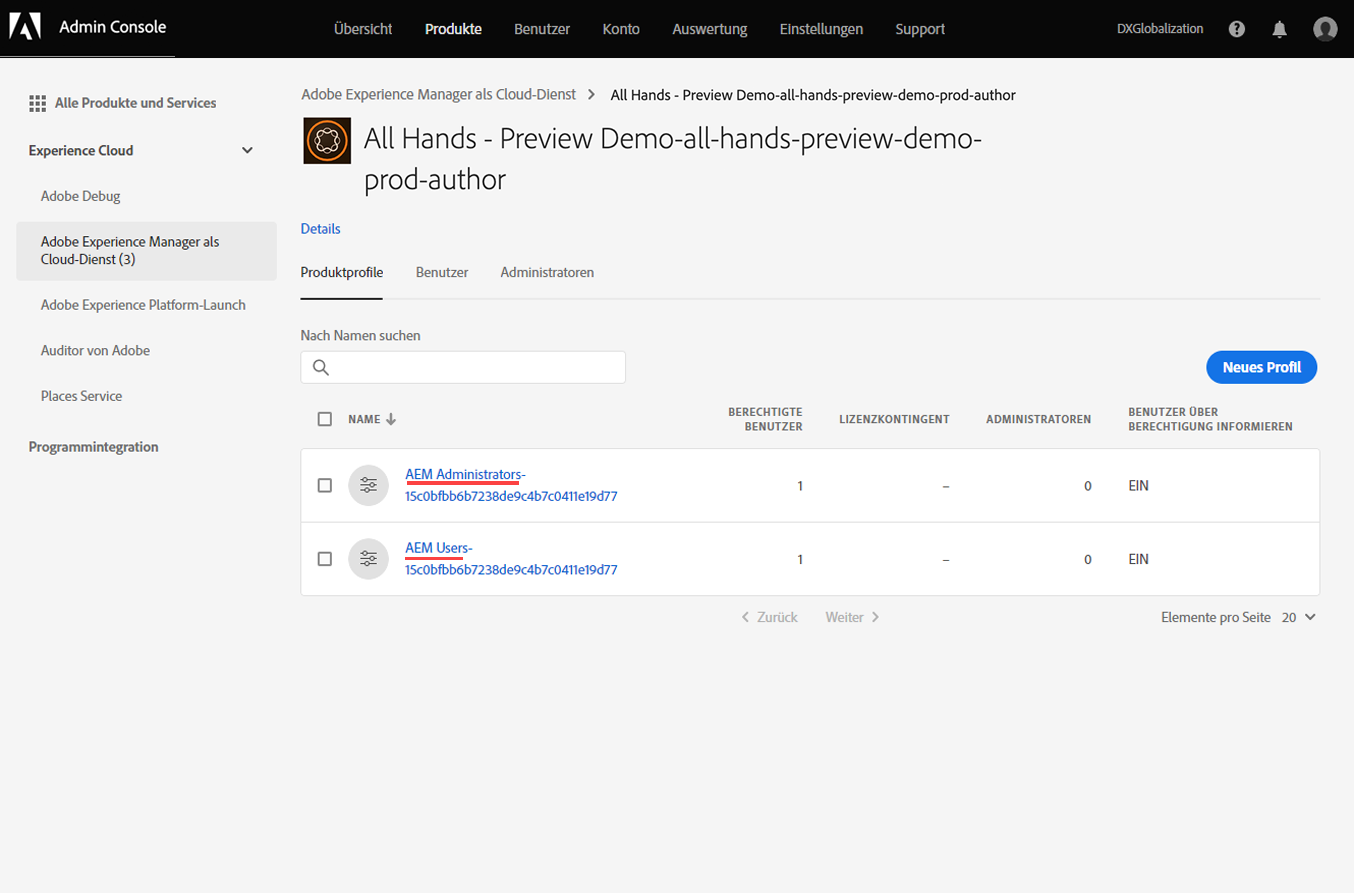 Admin Console
Übersicht
Produkte
Benutzer
Konto
Auswertung
Einstellungen
Support
DXGlobalization
Alle Produkte und Services
Experience Cloud
Adobe Debug
Adobe Experience Manager als
Cloud-Dienst (3)
Adobe Experience Platform-Launch
Auditor von Adobe
Places Service
Programmintegration
Adobe Experience Manager als Cloud-Dienst > All Hands - Preview Demo-all-hands-preview-demo-prod-author
All Hands - Preview Demo-all-hands-preview-demo-
prod-author
Details
Produktprofile
Benutzer
Administratoren
Nach Namen suchen
Neues Profil
NAME
BERECHTIGTE
BENUTZER
LIZENZKONTINGENT
ADMINISTRATOREN
BENUTZER ÜBER
BERECHTIGUNG INFORMIEREN
AEM Administrators-
15c0bfbb6b7238de9c4b7c0411e19d77
1
–
0
EIN
AEM Users-
15c0bfbb6b7238de9c4b7c0411e19d77
1
–
0
EIN
Zurück
Weiter
Elemente pro Seite 20